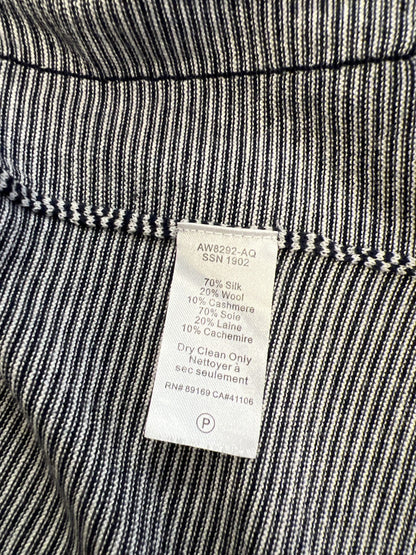 AW8292-AQ
SSN 1902
70% Silk
20% Wool
10% Cashmere
70% Soie
20% Laine
10% Cachemire
Dry Clean Only
Nettoyer à
sec seulement
RN# 89169 CA#41106
P